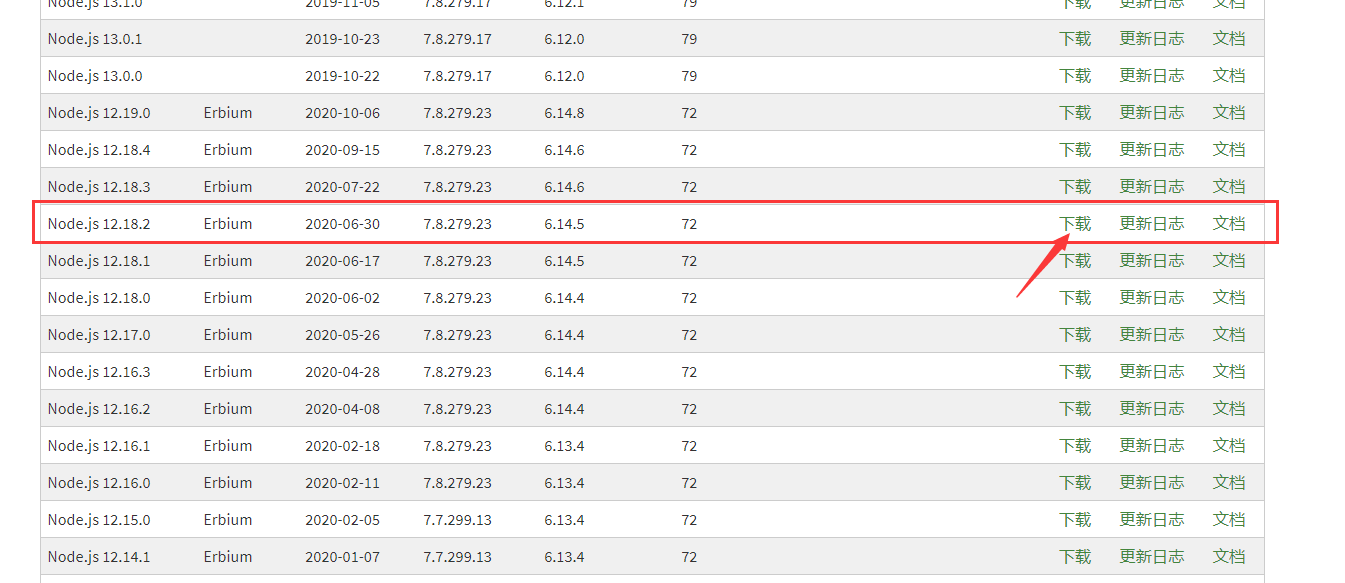 Node.js 13.1.0 2019-11-05 7.8.279.17 6.12.1 79 下载 更新日志 文档
Node.js 13.0.1 2019-10-23 7.8.279.17 6.12.0 79 下载 更新日志 文档
Node.js 13.0.0 2019-10-22 7.8.279.17 6.12.0 79 下载 更新日志 文档
Node.js 12.19.0 Erbium 2020-10-06 7.8.279.23 6.14.8 72 下载 更新日志 文档
Node.js 12.18.4 Erbium 2020-09-15 7.8.279.23 6.14.6 72 下载 更新日志 文档
Node.js 12.18.3 Erbium 2020-07-22 7.8.279.23 6.14.6 72 下载 更新日志 文档
Node.js 12.18.2 Erbium 2020-06-30 7.8.279.23 6.14.5 72 下载 更新日志 文档
Node.js 12.18.1 Erbium 2020-06-17 7.8.279.23 6.14.5 72 下载 更新日志 文档
Node.js 12.18.0 Erbium 2020-06-02 7.8.279.23 6.14.4 72 下载 更新日志 文档
Node.js 12.17.0 Erbium 2020-05-26 7.8.279.23 6.14.4 72 下载 更新日志 文档
Node.js 12.16.3 Erbium 2020-04-28 7.8.279.23 6.14.4 72 下载 更新日志 文档
Node.js 12.16.2 Erbium 2020-04-08 7.8.279.23 6.14.4 72 下载 更新日志 文档
Node.js 12.16.1 Erbium 2020-02-18 7.8.279.23 6.13.4 72 下载 更新日志 文档
Node.js 12.16.0 Erbium 2020-02-11 7.8.279.23 6.13.4 72 下载 更新日志 文档
Node.js 12.15.0 Erbium 2020-02-05 7.7.299.13 6.13.4 72 下载 更新日志 文档
Node.js 12.14.1 Erbium 2020-01-07 7.7.299.13 6.13.4 72 下载 更新日志 文档